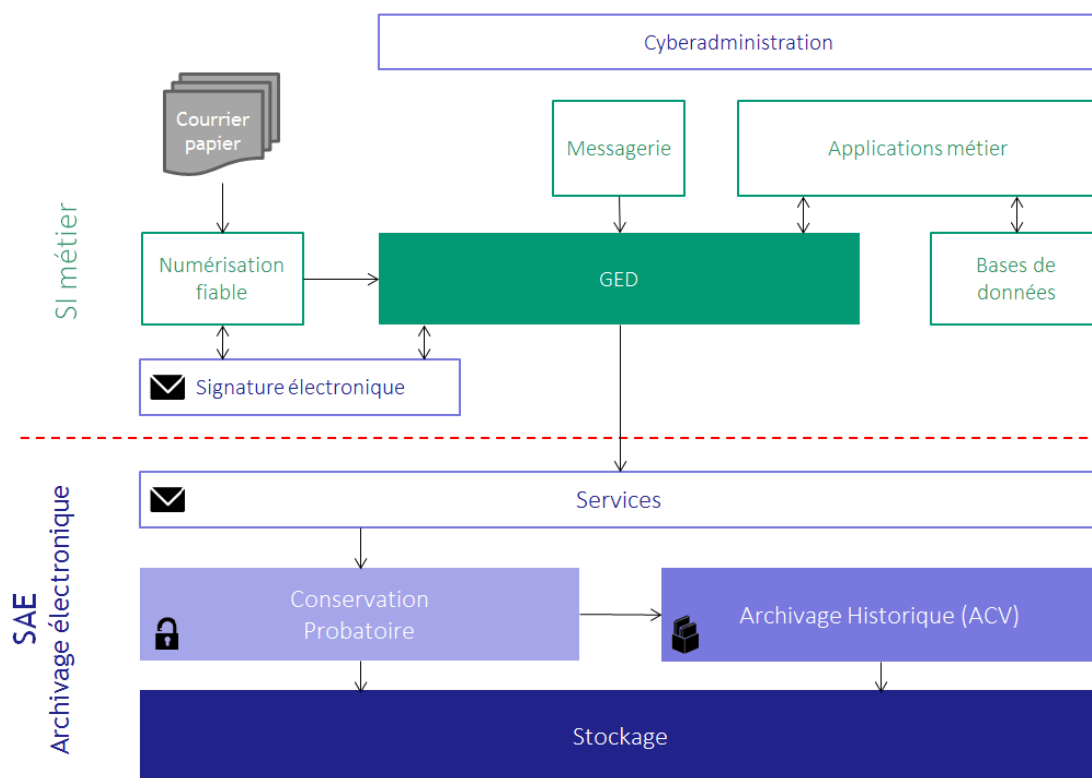 Cyberadministration
Courrier
papier
Messagerie
Applications métier
SI métier
Numérisation
fiable
GED
Bases de
données
Signature électronique
SAE
Archivage électronique
Services
Conservation
Probatoire
Archivage Historique (ACV)
Stockage